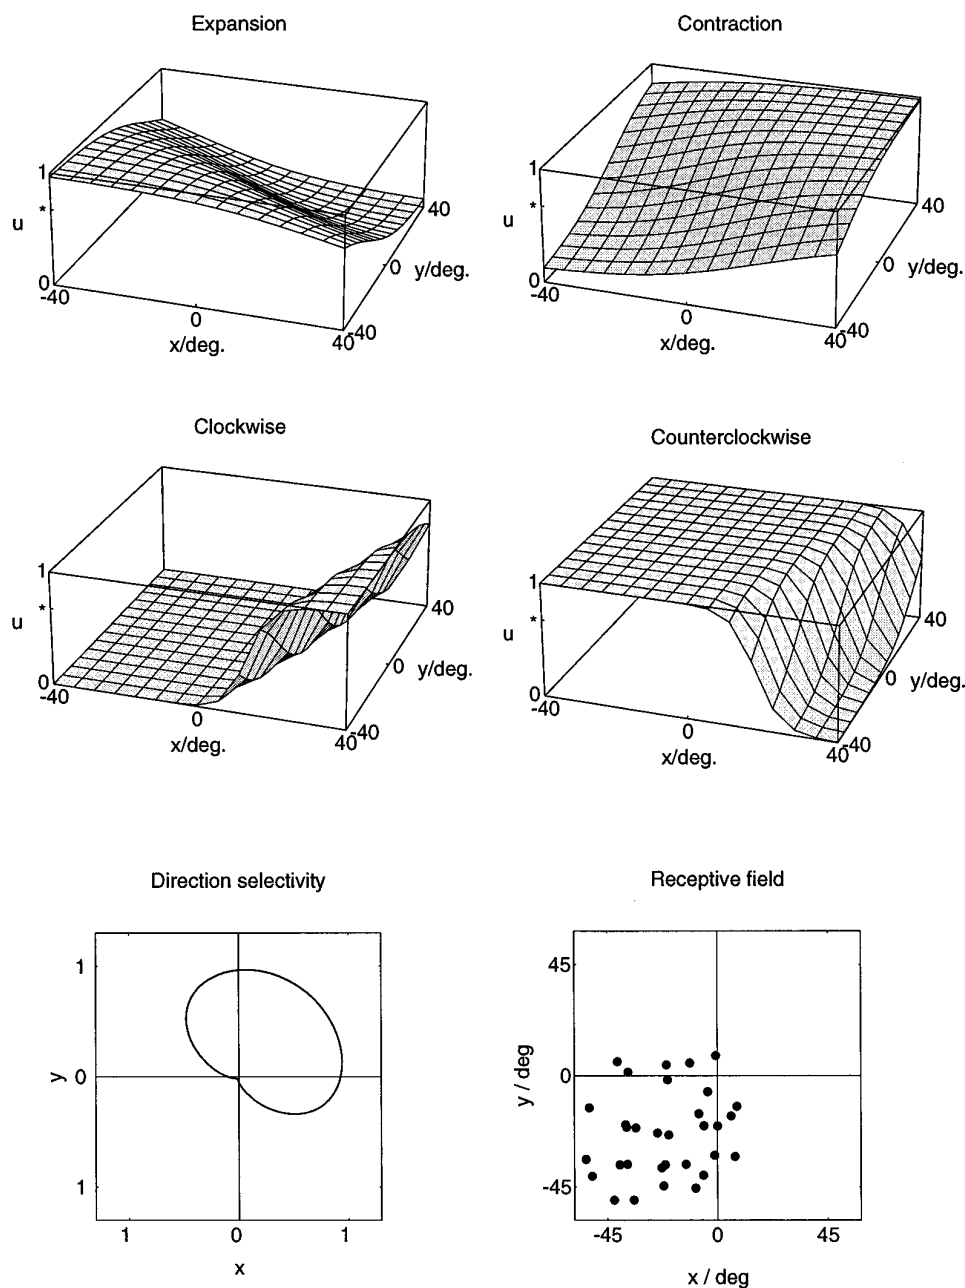 Expansion
Contraction
1
*
u
0
-40
0
x/deg.
40
-40
0
y/deg.
40
1
*
u
0
-40
0
x/deg.
40
-40
0
y/deg.
40
Clockwise
Counterclockwise
1
*
u
0
-40
0
x/deg.
40
-40
0
y/deg.
40
1
*
u
0
-40
0
x/deg.
40
-40
0
y/deg.
40
Direction selectivity
Receptive field
1
y
0
1
1
0
1
x
45
y / deg
0
-45
-45
0
45
x / deg